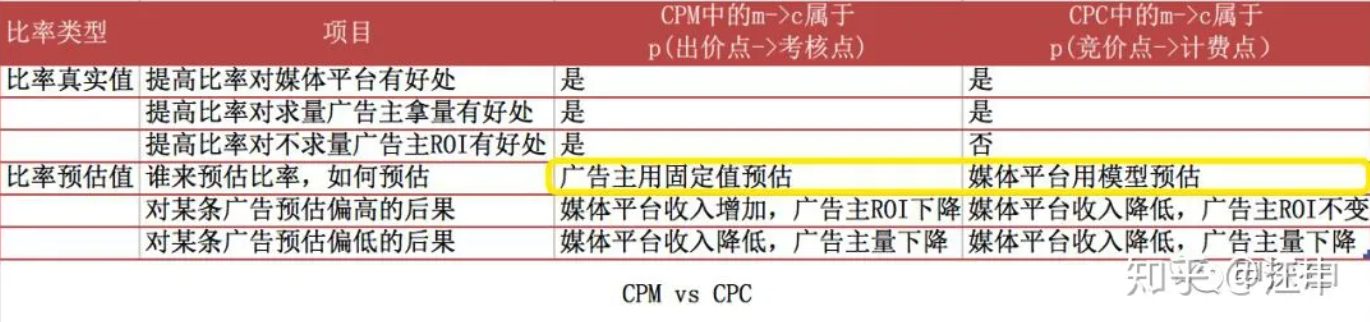 比率类型 项目 CPM中的m->c属于 CPC中的m->c属于
p(出价点->考核点) p(竞价点->计费点)
比率真实值 提高比率对媒体平台有好处 是 是
提高比率对求量广告主拿量有好处 是 是
提高比率对不求量广告主ROI有好处 是 否
比率预估值 谁来预估比率，如何预估 广告主用固定值预估 媒体平台用模型预估
对某条广告预估偏高的后果 媒体平台收入增加，广告主ROI下降 媒体平台收入降低，广告主ROI不变
对某条广告预估偏低的后果 媒体平台收入降低，广告主量下降 媒体平台收入降低，广告主量下降
CPM vs CPC
知乎